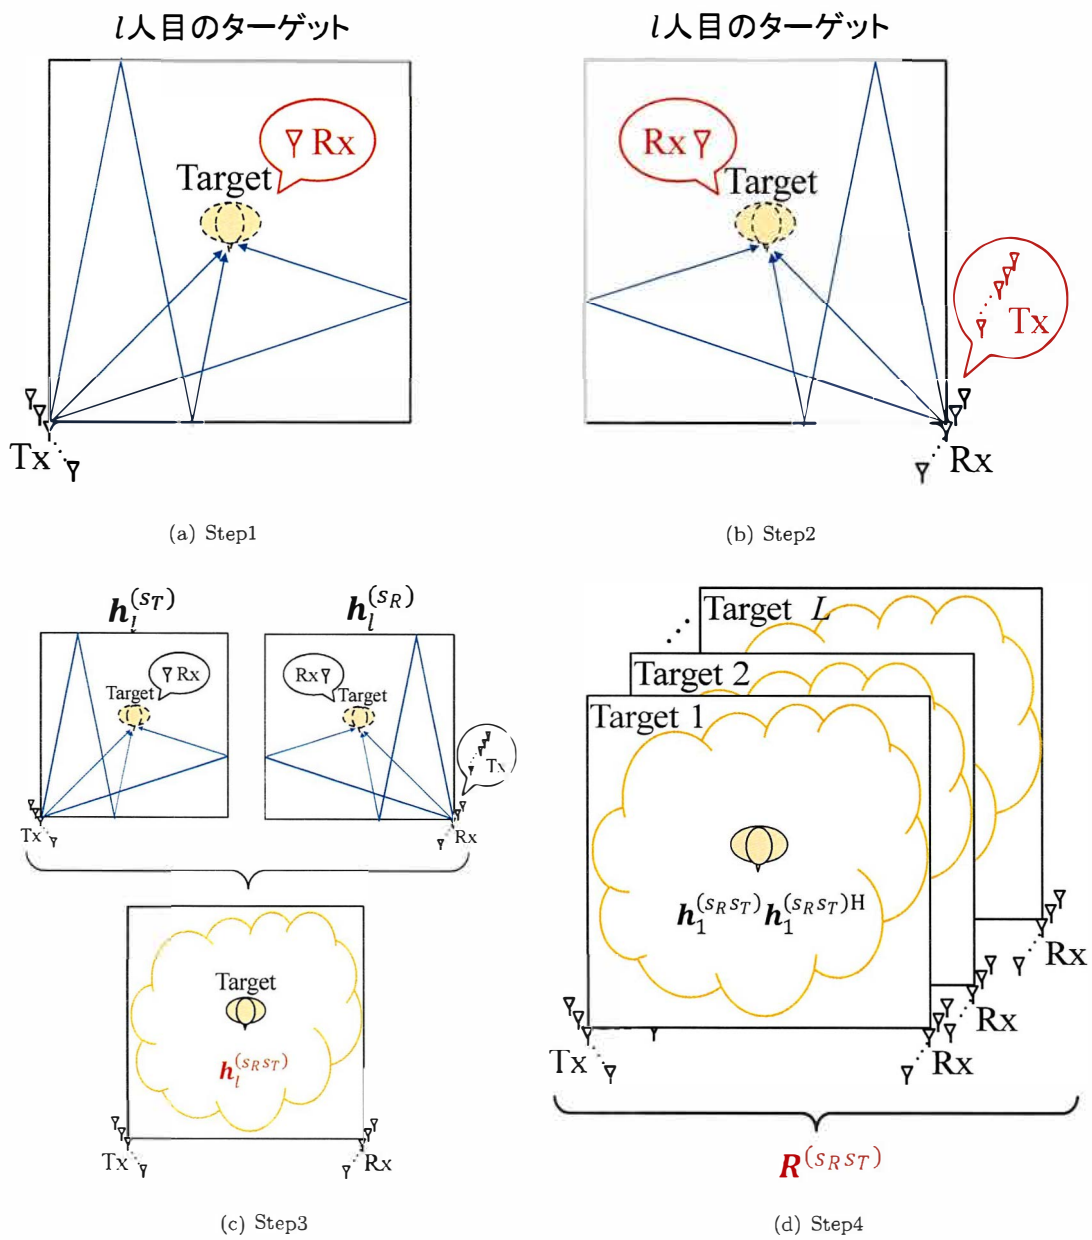 l人目のターゲット
Rx
Target
Tx
(a) Step1
l人目のターゲット
Rx
Target
Tx
Rx
(b) Step2
h_l^(s_T)
h_l^(s_R)
Rx
Target
Tx
Rx
Target
Tx
Rx
Target
h_l^(s_R s_T)
Tx
Rx
(c) Step3
Target L
Target 2
Target 1
h_1^(s_R s_T) h_1^(s_R s_T)H
Rx
Rx
Tx
Rx
R^(s_R s_T)
(d) Step4